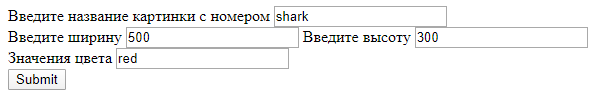 Введите название картинки с номером shark
Введите ширину 500 Введите высоту 300
Значения цвета red
Submit